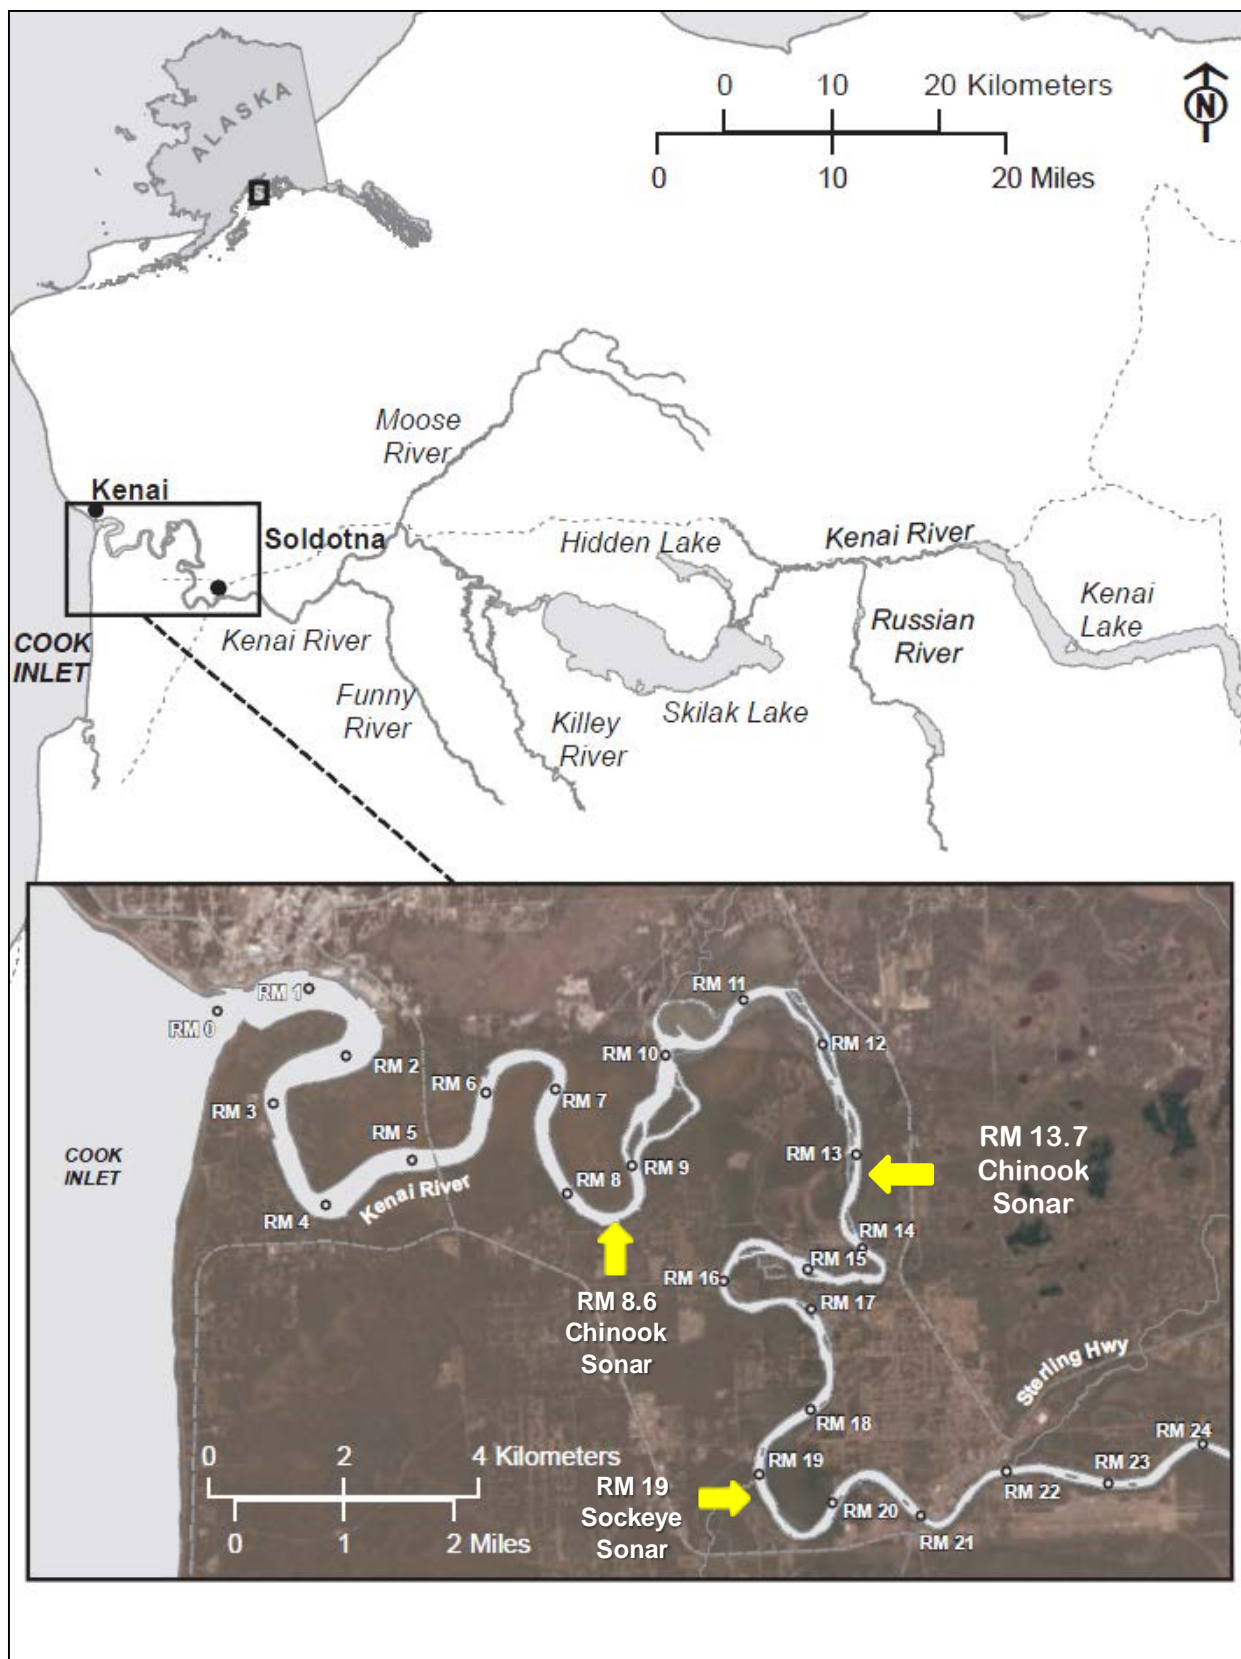 0 10 20 Kilometers
0 10 20 Miles
N
ALASKA
Moose
River
Kenai
Soldotna
Hidden Lake
Kenai River
Kenai
Lake
Russian
River
COOK
INLET
Kenai River
Funny
River
Killey
River
Skilak Lake
RM 0
RM 1
RM 2
RM 3
RM 4
RM 5
RM 6
RM 7
RM 8
RM 9
RM 10
RM 11
RM 12
RM 13
RM 14
RM 15
RM 16
RM 17
RM 18
RM 19
RM 20
RM 21
RM 22
RM 23
RM 24
COOK
INLET
Kenai River
RM 13.7
Chinook
Sonar
RM 8.6
Chinook
Sonar
Sterling Hwy
0 2 4 Kilometers
0 1 2 Miles
RM 19
Sockeye
Sonar